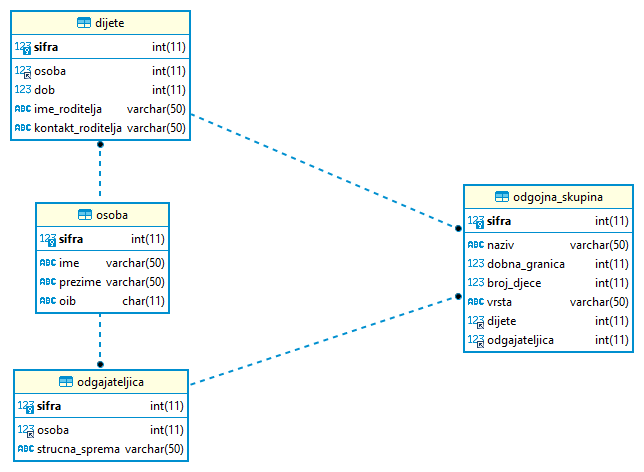 dijete
123 sifra int(11)
123 osoba int(11)
123 dob int(11)
ABC ime_roditelja varchar(50)
ABC kontakt_roditelja varchar(50)
osoba
123 sifra int(11)
ABC ime varchar(50)
ABC prezime varchar(50)
ABC oib char(11)
odgajateljica
123 sifra int(11)
123 osoba int(11)
ABC strucna_sprema varchar(50)
odgojna_skupina
123 sifra int(11)
ABC naziv varchar(50)
123 dobna_granica int(11)
123 broj_djece int(11)
ABC vrsta varchar(50)
123 dijete int(11)
123 odgajateljica int(11)